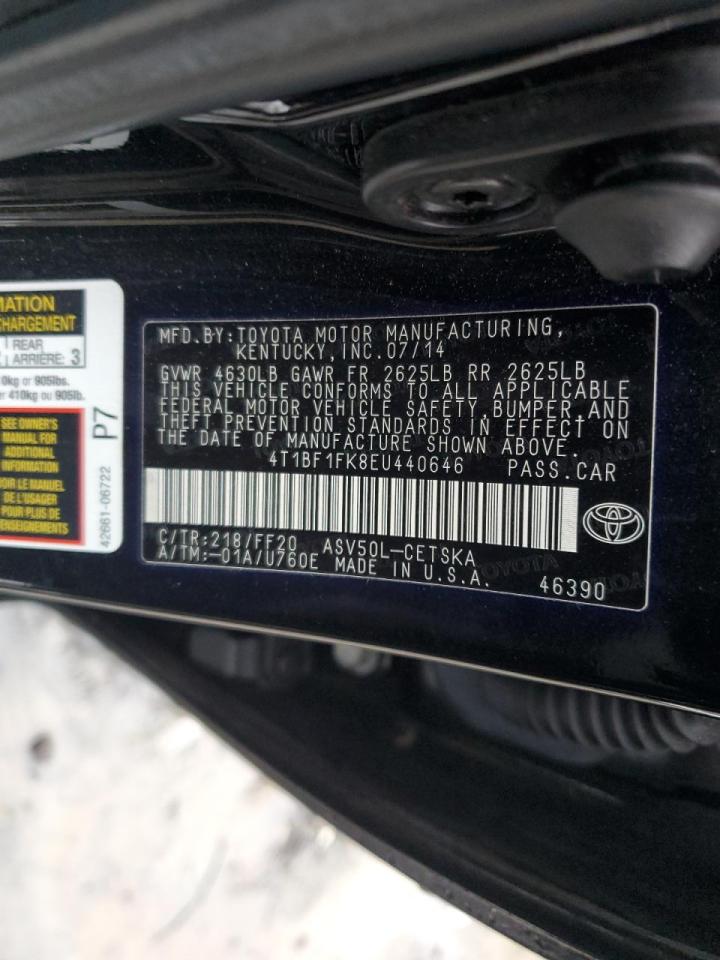 MATION
CHARGEMENT
REAR
ARRIÈRE: 3
kg or 905lbs.
410kg ou 905lb.
SEE OWNER'S
MANUAL FOR
ADDITIONAL
INFORMATION
VOIR LE MANUEL
DE L'USAGER
POUR PLUS DE
RENSEIGNEMENTS
P7
42661-06722
MFD.BY:TOYOTA MOTOR MANUFACTURING,
KENTUCKY,INC.07/14
GVWR 4630LB GAWR FR 2625LB RR 2625LB
THIS VEHICLE CONFORMS TO ALL APPLICABLE
FEDERAL MOTOR VEHICLE SAFETY,BUMPER,AND
THEFT PREVENTION STANDARDS IN EFFECT ON
THE DATE OF MANUFACTURE SHOWN ABOVE.
4T1BF1FK8EU440646 PASS.CAR
C/TR:218/FF20 ASV50L-CETSKA
A/TM:-01A/U760E MADE IN U.S.A.
46390